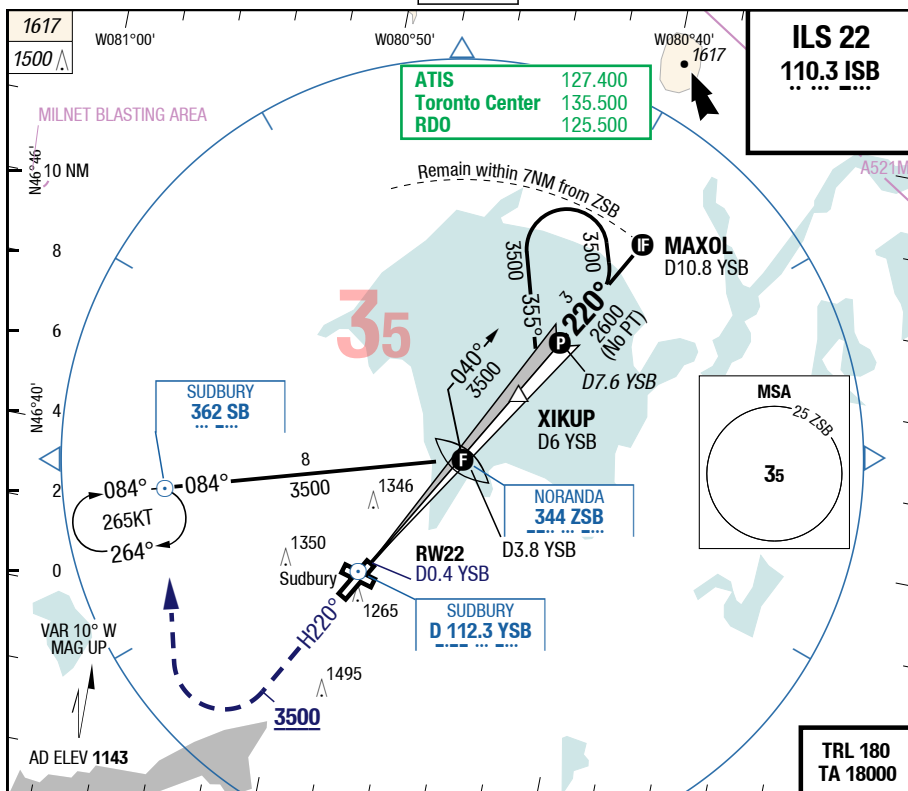 1617
1500
W081°00'
W080°50'
W080°40'
1617
ILS 22
110.3 ISB
ATIS 127.400
Toronto Center 135.500
RDO 125.500
MILNET BLASTING AREA
N46°46'
10 NM
A521M
Remain within 7NM from ZSB
8
3500
3500
355°
IF
MAXOL
D10.8 YSB
3
220°
2600
(No PT)
35
6
P
D7.6 YSB
040°
3500
N46°40'
4
SUDBURY
362 SB
XIKUP
D6 YSB
MSA
25 ZSB
35
8
3500
F
084°
084°
265KT
264°
2
1346
NORANDA
344 ZSB
D3.8 YSB
1350
RW22
D0.4 YSB
0
Sudbury
1265
SUDBURY
D 112.3 YSB
H220°
VAR 10° W
MAG UP
1495
3500
AD ELEV 1143
TRL 180
TA 18000